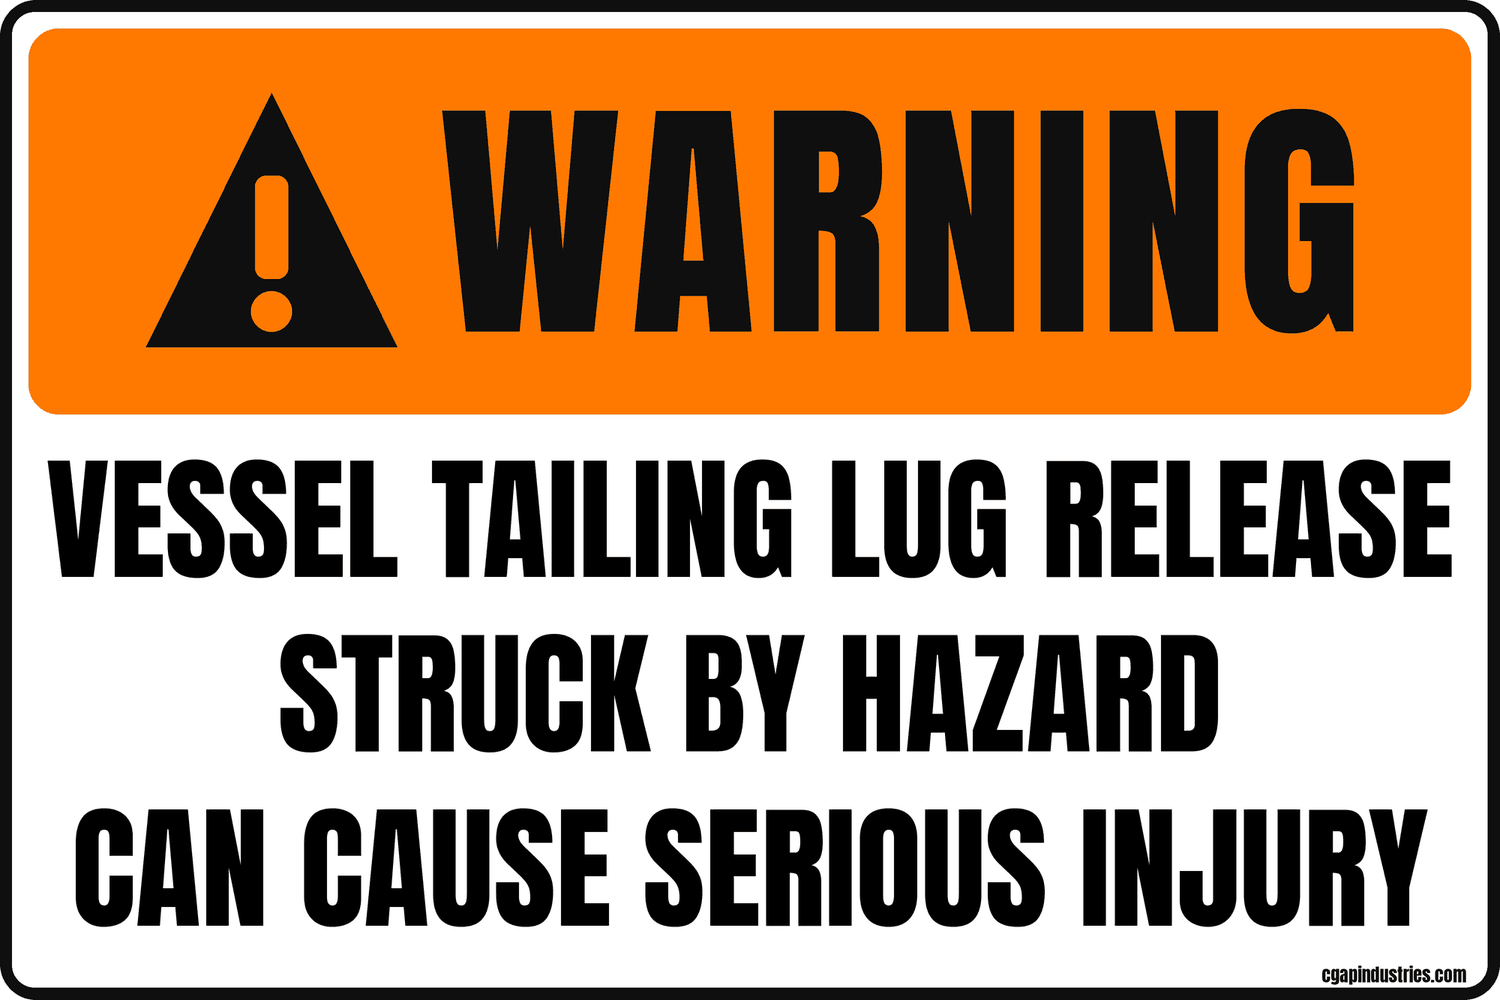 WARNING
VESSEL TAILING LUG RELEASE
STRUCK BY HAZARD
CAN CAUSE SERIOUS INJURY
cgapindustries.com